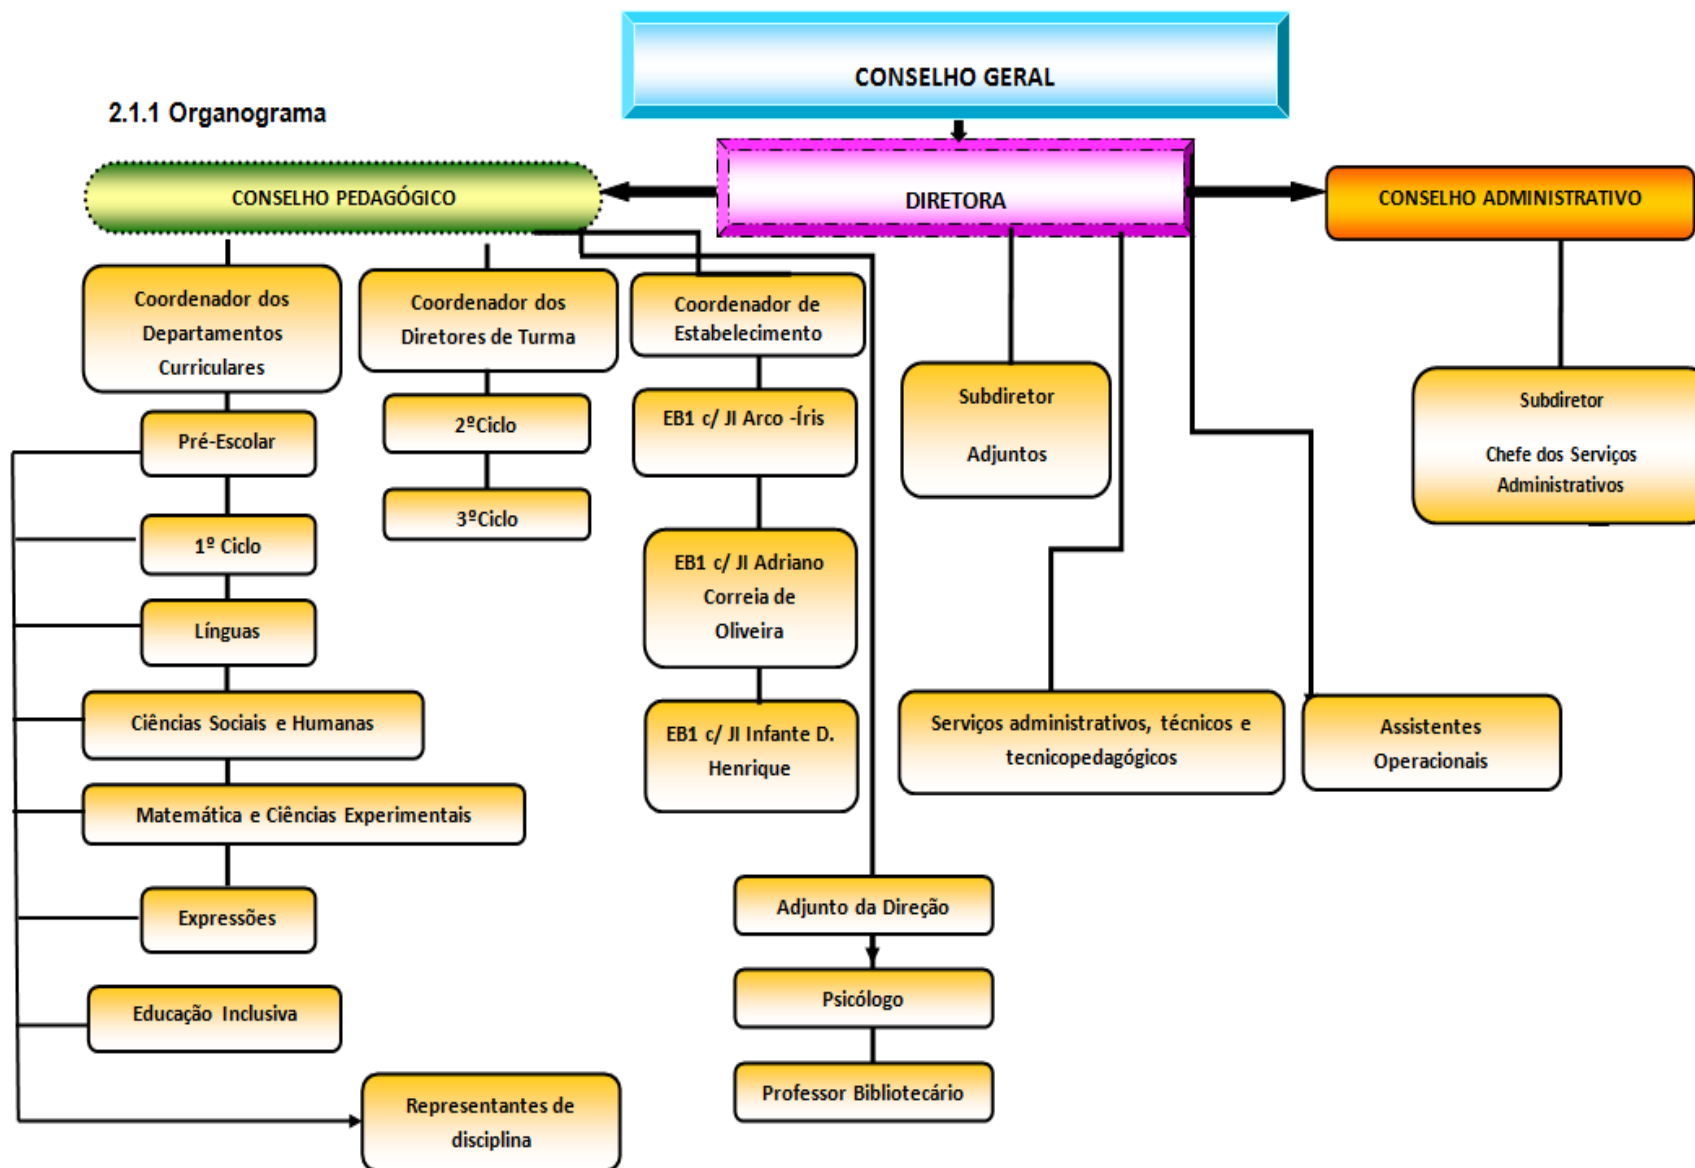 CONSELHO GERAL
2.1.1 Organograma
CONSELHO PEDAGÓGICO
DIRETORA
CONSELHO ADMINISTRATIVO
Coordenador dos
Departamentos
Curriculares
Coordenador dos
Diretores de Turma
Coordenador de
Estabelecimento
Subdiretor
Adjuntos
Subdiretor
Chefe dos Serviços
Administrativos
Pré-Escolar
2ºCiclo
EB1 c/ JI Arco -Íris
1º Ciclo
3ºCiclo
EB1 c/ JI Adriano
Correia de
Oliveira
Línguas
Ciências Sociais e Humanas
EB1 c/ JI Infante D.
Henrique
Serviços administrativos, técnicos e
tecnicopedagógicos
Assistentes
Operacionais
Matemática e Ciências Experimentais
Expressões
Adjunto da Direção
Educação Inclusiva
Psicólogo
Professor Bibliotecário
Representantes de
disciplina